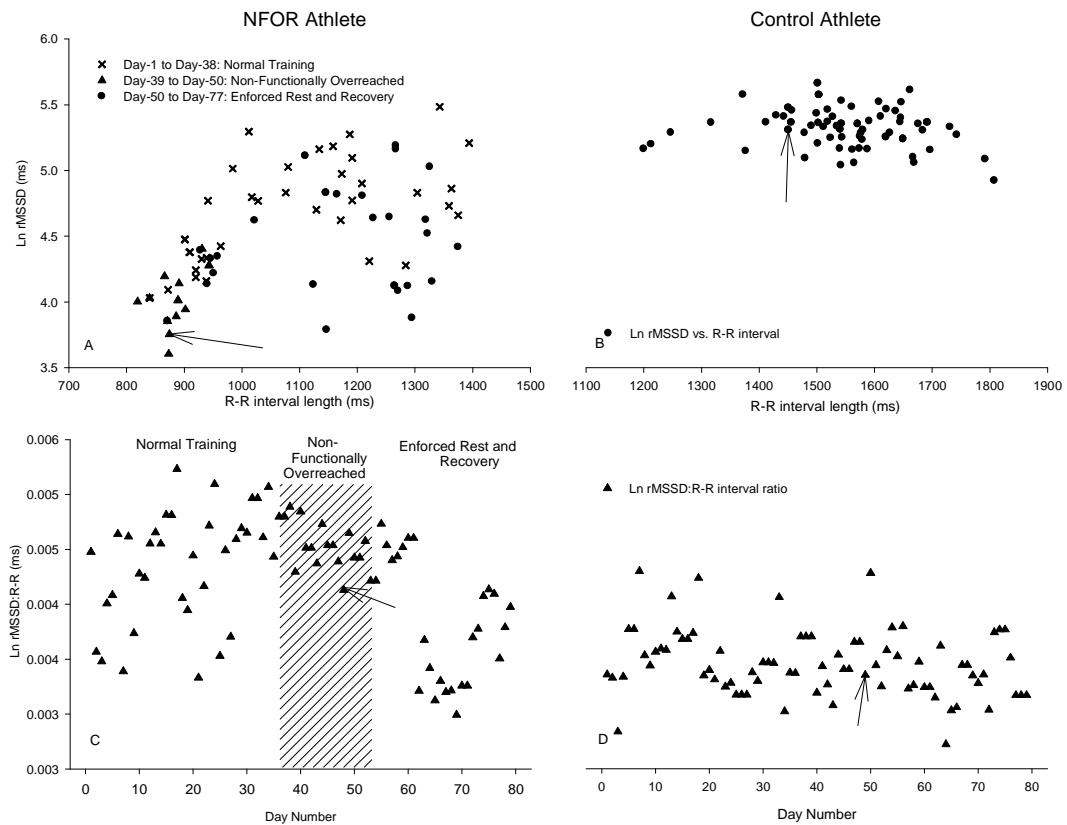 NFOR Athlete
Control Athlete
6.0
5.5
5.0
4.5
4.0
3.5
Ln rMSSD (ms)
Day-1 to Day-38: Normal Training
Day-39 to Day-50: Non-Functionally Overreached
Day-50 to Day-77: Enforced Rest and Recovery
A
700 800 900 1000 1100 1200 1300 1400 1500
R-R interval length (ms)
B
Ln rMSSD vs. R-R interval
1100 1200 1300 1400 1500 1600 1700 1800 1900
R-R interval length (ms)
0.006
0.005
0.005
0.004
0.004
0.003
0.003
Ln rMSSD:R-R (ms)
Normal Training
Non-
Functionally
Overreached
Enforced Rest and
Recovery
C
0 10 20 30 40 50 60 70 80
Day Number
Ln rMSSD:R-R interval ratio
D
0 10 20 30 40 50 60 70 80
Day Number